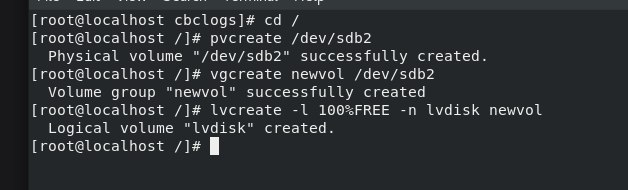 [root@localhost cbclogs]# cd /
[root@localhost /]# pvcreate /dev/sdb2
  Physical volume "/dev/sdb2" successfully created.
[root@localhost /]# vgcreate newvol /dev/sdb2
  Volume group "newvol" successfully created
[root@localhost /]# lvcreate -l 100%FREE -n lvdisk newvol
  Logical volume "lvdisk" created.
[root@localhost /]#